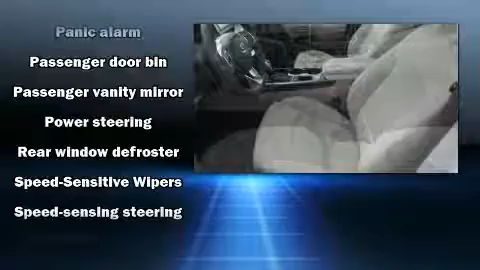 Panic alarm
Passenger door bin
Passenger vanity mirror
Power steering
Rear window defroster
Speed-Sensitive Wipers
Speed-sensing steering